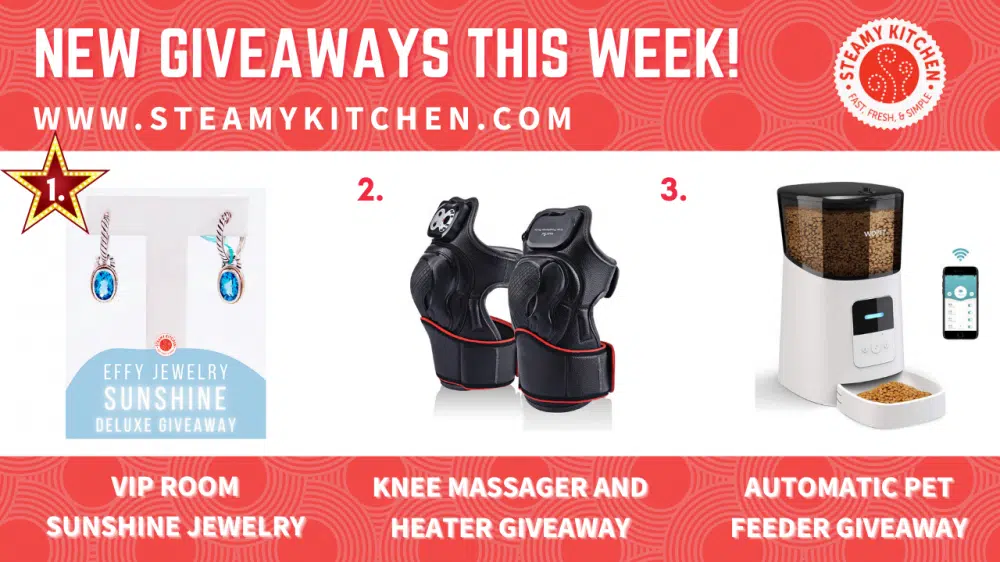 NEW GIVEAWAYS THIS WEEK!
WWW.STEAMYKITCHEN.COM
STEAMY KITCHEN
FAST, FRESH, & SIMPLE
1.
2.
3.
EFFY JEWELRY
SUNSHINE
DELUXE GIVEAWAY
VIP ROOM
SUNSHINE JEWELRY
KNEE MASSAGER AND
HEATER GIVEAWAY
AUTOMATIC PET
FEEDER GIVEAWAY